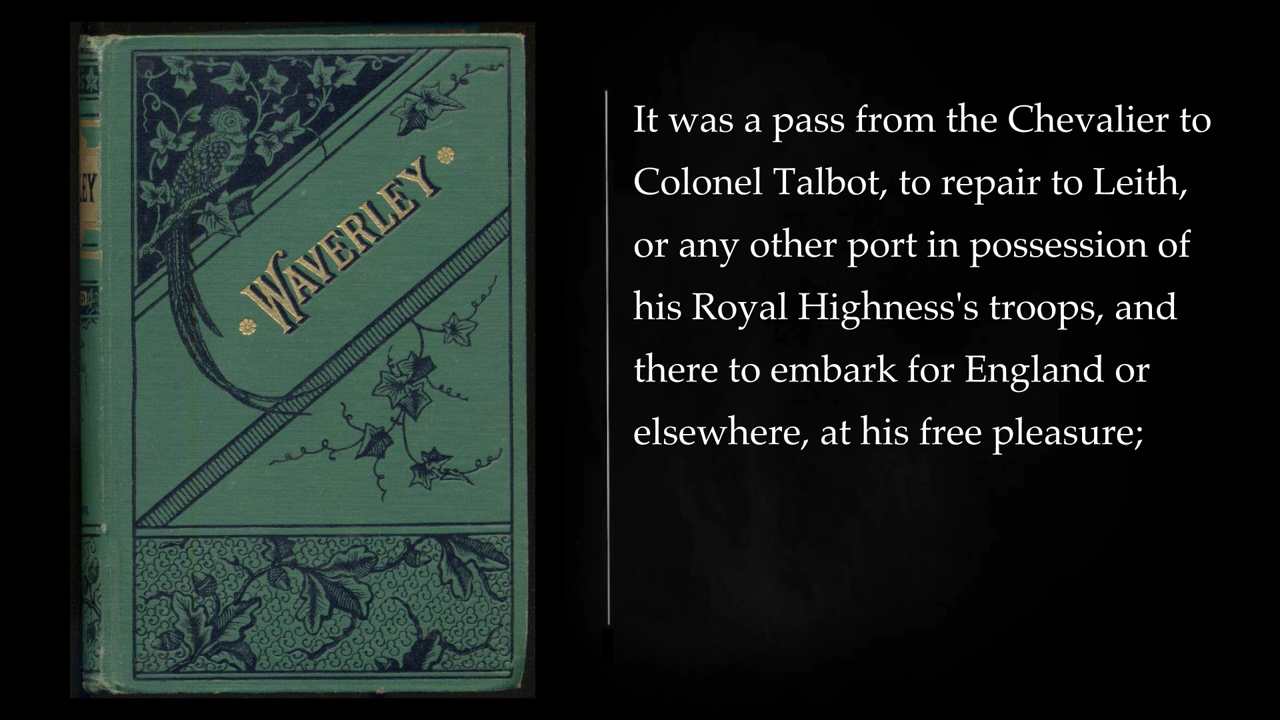 WAVERLEY
EY
It was a pass from the Chevalier to
Colonel Talbot, to repair to Leith,
or any other port in possession of
his Royal Highness's troops, and
there to embark for England or
elsewhere, at his free pleasure;